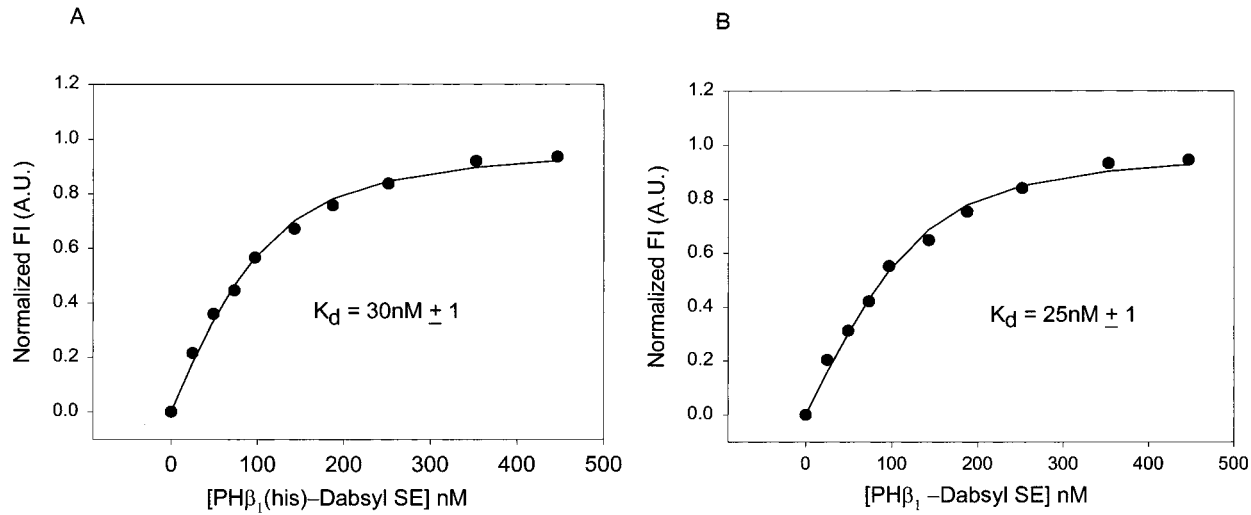 A
Normalized FI (A.U.)
1.2
1.0
0.8
0.6
0.4
0.2
0.0
Kd = 30nM ± 1
0 100 200 300 400 500
[PHβ1(his)–Dabsyl SE] nM
B
Normalized FI (A.U.)
1.2
1.0
0.8
0.6
0.4
0.2
0.0
Kd = 25nM ± 1
0 100 200 300 400 500
[PHβ1 –Dabsyl SE] nM